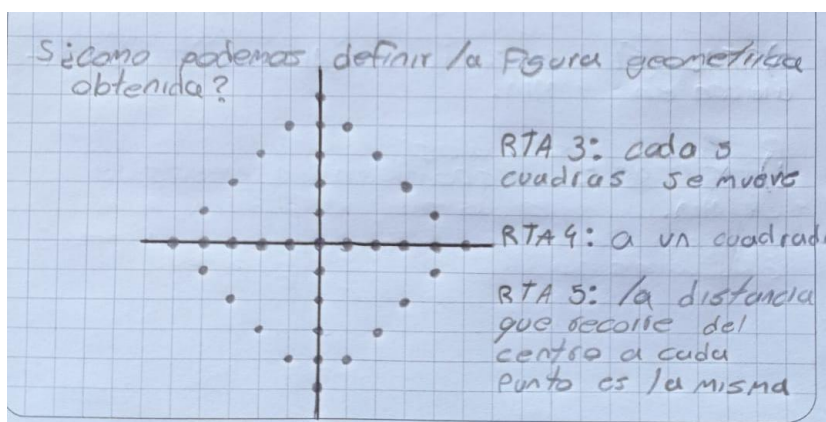 5¿como podemos definir la figura geometrica
obtenida?
RTA 3: cada 5
cuadras se mueve
RTA 4: a un cuadrad
RTA 5: la distancia
que recorre del
centro a cada
punto es la misma